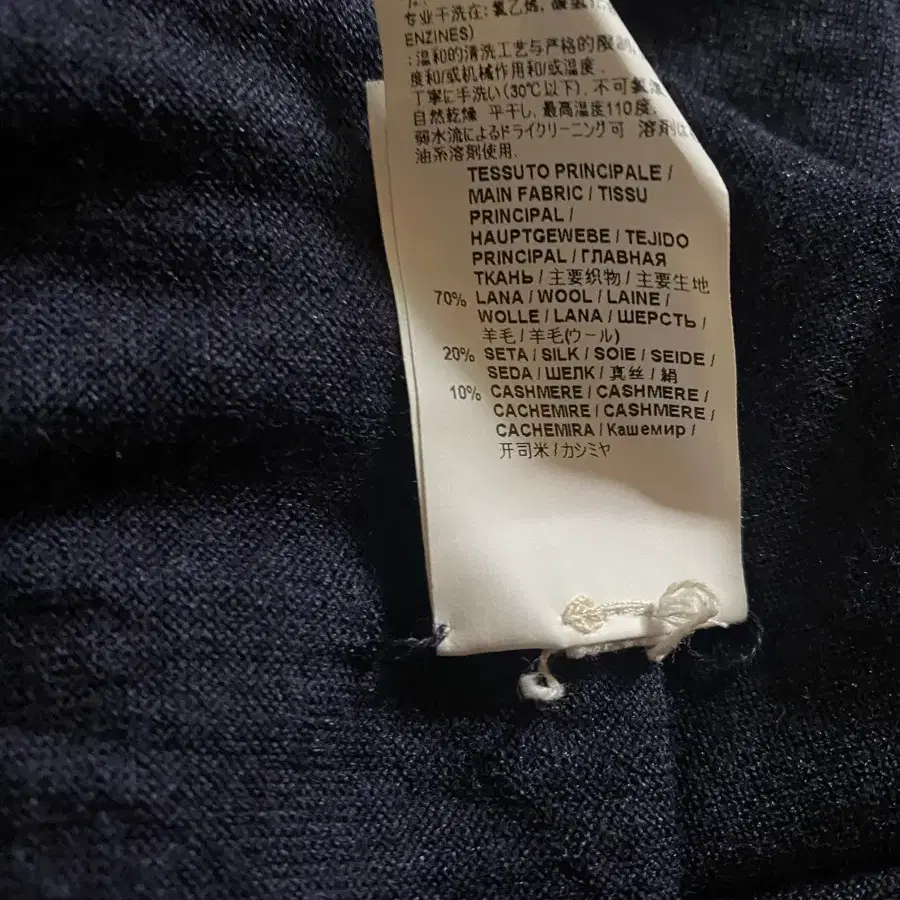 专业干洗在: 氯乙烯,
ENZINES)
:温和的清洗工艺与严格的
度和/或机械作用和/或温度.
丁寧に手洗い(30℃以下), 不可氯
自然乾燥 平干し, 最高温度110度,
弱水流によるドライクリーニング可 溶剤は
油系溶剤使用.
TESSUTO PRINCIPALE /
MAIN FABRIC / TISSU
PRINCIPAL /
HAUPTGEWEBE / TEJIDO
PRINCIPAL / ГЛАВНАЯ
ТКАНЬ / 主要织物 / 主要生地
70% LANA / WOOL / LAINE /
WOLLE / LANA / ШЕРСТЬ /
羊毛 / 羊毛(ウール)
20% SETA / SILK / SOIE / SEIDE /
SEDA / ШЕЛК / 真丝 / 絹
10% CASHMERE / CASHMERE /
CACHEMIRE / CASHMERE /
CACHEMIRA / Кашемир /
开司米 / カシミヤ